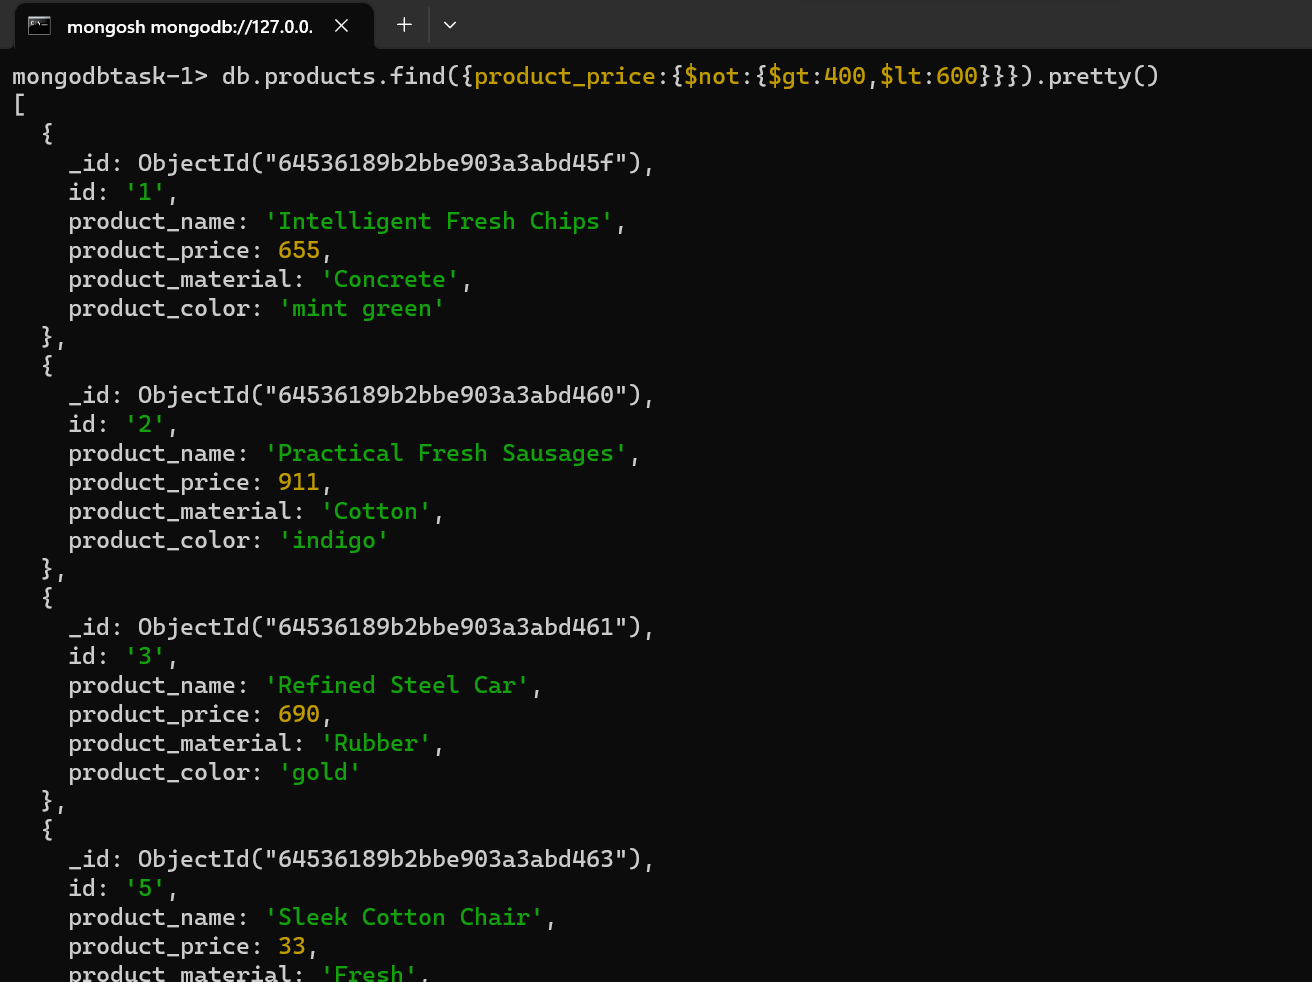 mongosh mongodb://127.0.0.
mongodbtask-1> db.products.find({product_price:{$not:{$gt:400,$lt:600}}}).pretty()
[
  {
    _id: ObjectId("64536189b2bbe903a3abd45f"),
    id: '1',
    product_name: 'Intelligent Fresh Chips',
    product_price: 655,
    product_material: 'Concrete',
    product_color: 'mint green'
  },
  {
    _id: ObjectId("64536189b2bbe903a3abd460"),
    id: '2',
    product_name: 'Practical Fresh Sausages',
    product_price: 911,
    product_material: 'Cotton',
    product_color: 'indigo'
  },
  {
    _id: ObjectId("64536189b2bbe903a3abd461"),
    id: '3',
    product_name: 'Refined Steel Car',
    product_price: 690,
    product_material: 'Rubber',
    product_color: 'gold'
  },
  {
    _id: ObjectId("64536189b2bbe903a3abd463"),
    id: '5',
    product_name: 'Sleek Cotton Chair',
    product_price: 33,
    product_material: 'Fresh',